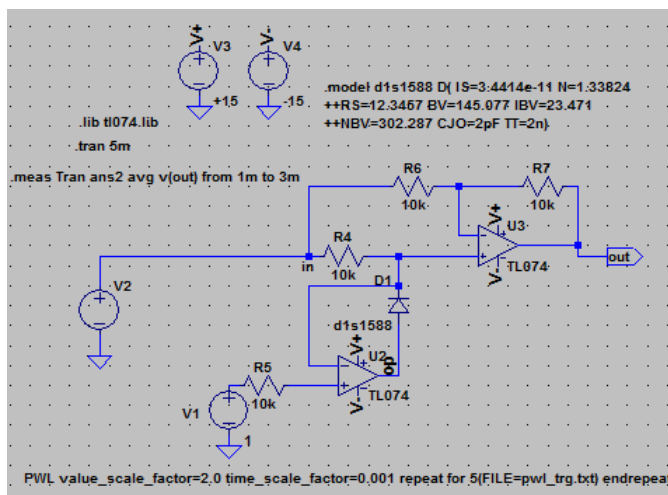 V+
V-
V3
V4
+15
-15
.model d1s1588 D( IS=3.4414e-11 N=1.33824
++RS=12.3467 BV=145.077 IBV=23.471
++NBV=302.287 CJO=2pF TT=2n)
.lib tl074.lib
.tran 5m
.meas Tran ans2 avg v(out) from 1m to 3m
R6
10k
R7
10k
V+
U3
R4
10k
in
V-
TL074
out
V2
D1
d1s1588
V+
U2
op
R5
10k
V-
TL074
V1
1
PWL value_scale_factor=2.0 time_scale_factor=0.001 repeat for 5(FILE=pwl_trg.txt) endrepea